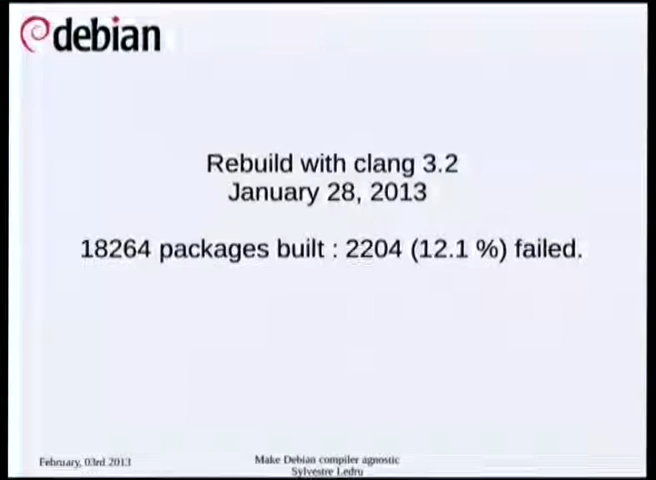 debian
Rebuild with clang 3.2
January 28, 2013
18264 packages built : 2204 (12.1 %) failed.
February, 03rd 2013
Make Debian compiler agnostic
Sylvestre Ledru